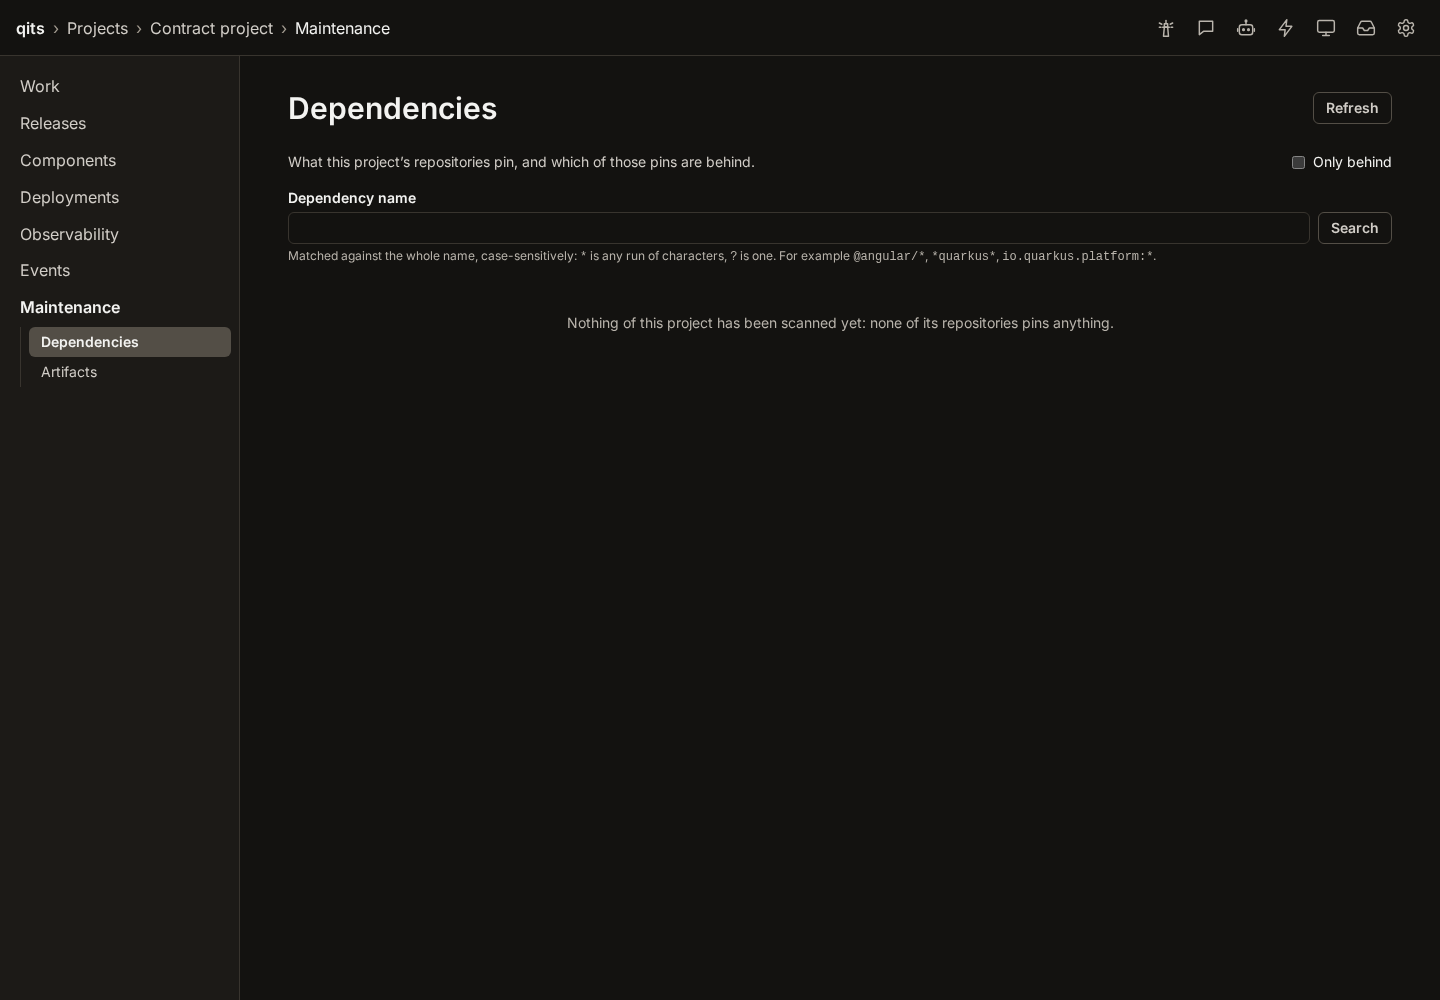 qits › Projects › Contract project › Maintenance
Work
Releases
Components
Deployments
Observability
Events
Maintenance
Dependencies
Artifacts
Dependencies
Refresh
What this project’s repositories pin, and which of those pins are behind.
Only behind
Dependency name
Search
Matched against the whole name, case-sensitively: * is any run of characters, ? is one. For example @angular/*, *quarkus*, io.quarkus.platform:*.
Nothing of this project has been scanned yet: none of its repositories pins anything.